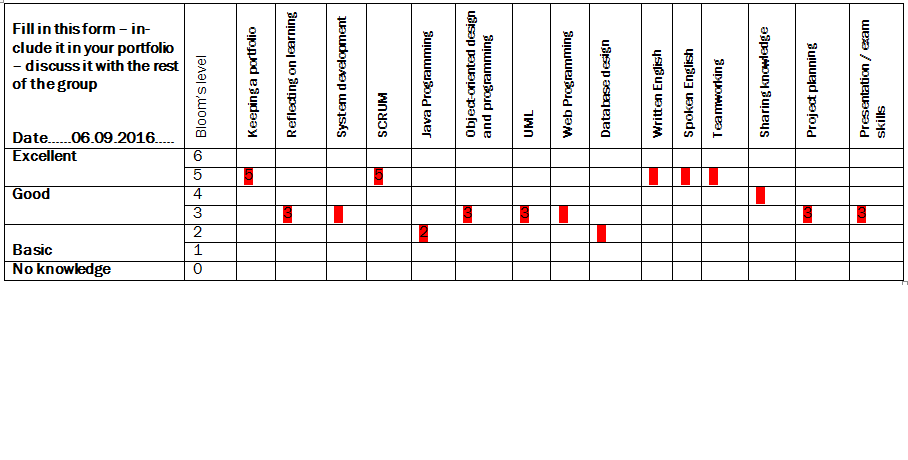 Fill in this form – in-
clude it in your portfolio
– discuss it with the rest
of the group
Date......06.09.2016.....
Bloom's level
Keeping a portfolio
Reflecting on learning
System development
SCRUM
Java Programming
Object-oriented design
and programming
UML
Web Programming
Database design
Written English
Spoken English
Teamworking
Sharing knowledge
Project planning
Presentation / exam
skills
Excellent 6
5 5 5
Good 4
3 3 3 3 3 3
2 2
Basic 1
No knowledge 0